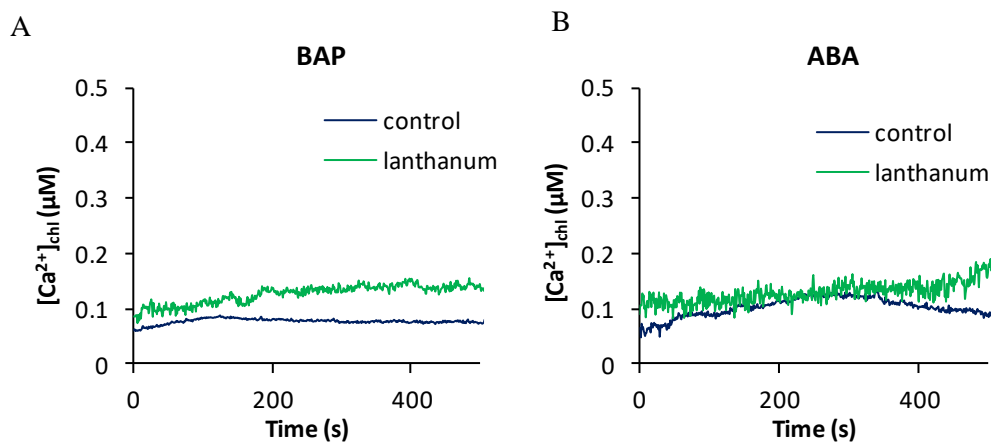 A
BAP
0.5
0.4
0.3
0.2
0.1
0
[Ca²⁺]chl (µM)
control
lanthanum
0
200
400
Time (s)
B
ABA
0.5
0.4
0.3
0.2
0.1
0
[Ca²⁺]chl (µM)
control
lanthanum
0
200
400
Time (s)